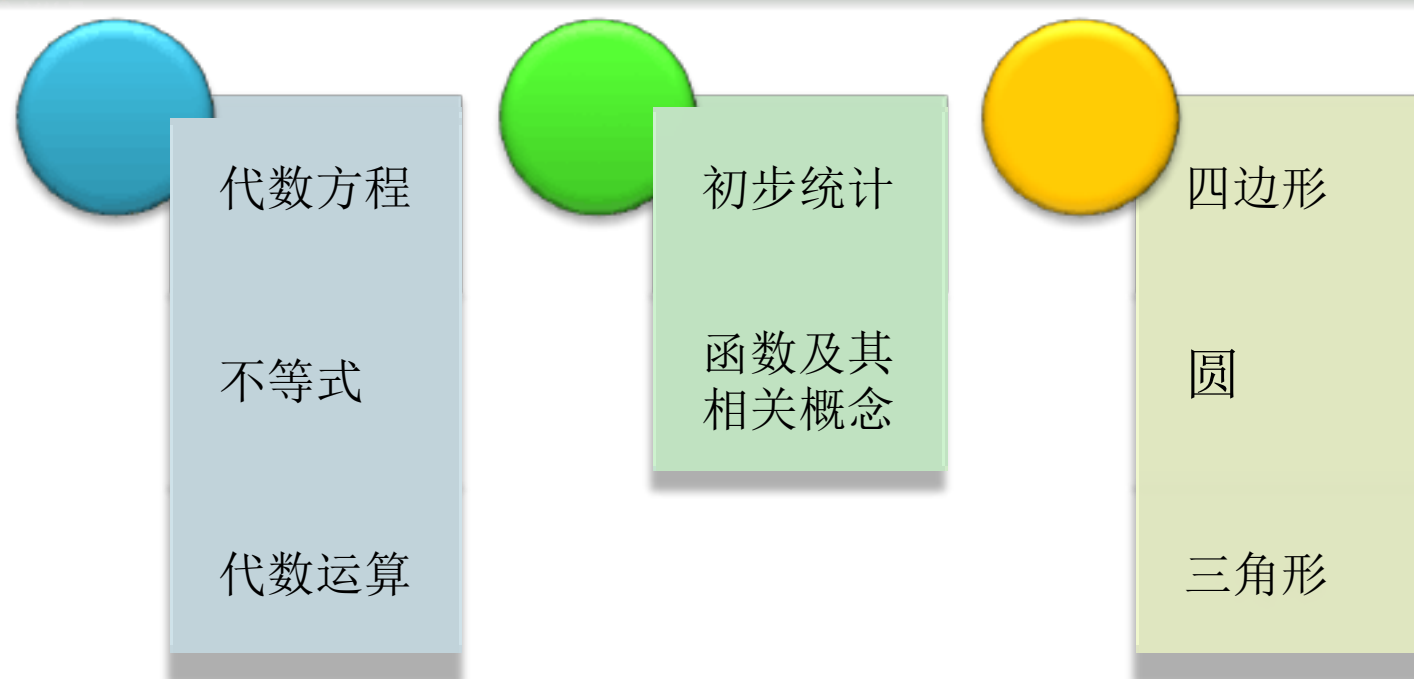 代数方程
不等式
代数运算
初步统计
函数及其
相关概念
四边形
圆
三角形